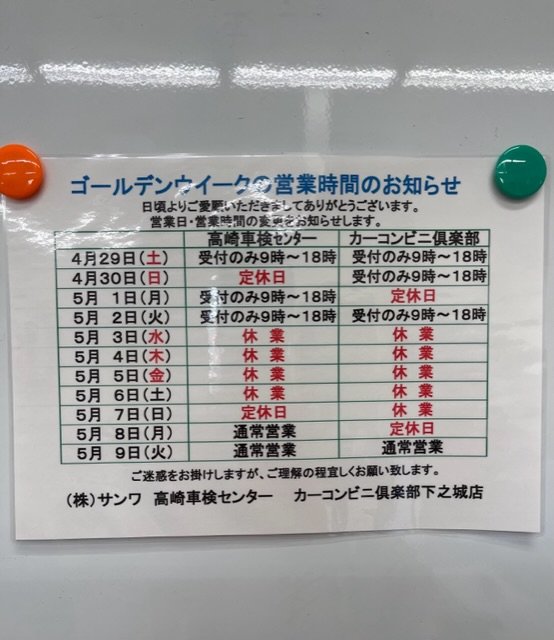 ゴールデンウイークの営業時間のお知らせ
日頃よりご愛顧いただきましてありがとうございます。
営業日・営業時間の変更をお知らせします。
高崎車検センター カーコンビニ倶楽部
4月29日(土) 受付のみ9時～18時 受付のみ9時～18時
4月30日(日) 定休日 受付のみ9時～18時
5月 1日(月) 受付のみ9時～18時 定休日
5月 2日(火) 受付のみ9時～18時 受付のみ9時～18時
5月 3日(水) 休 業 休 業
5月 4日(木) 休 業 休 業
5月 5日(金) 休 業 休 業
5月 6日(土) 休 業 休 業
5月 7日(日) 定休日 休 業
5月 8日(月) 通常営業 定休日
5月 9日(火) 通常営業 通常営業
ご迷惑をお掛けしますが、ご理解の程宜しくお願い致します。
(株)サンワ 高崎車検センター カーコンビニ倶楽部下之城店